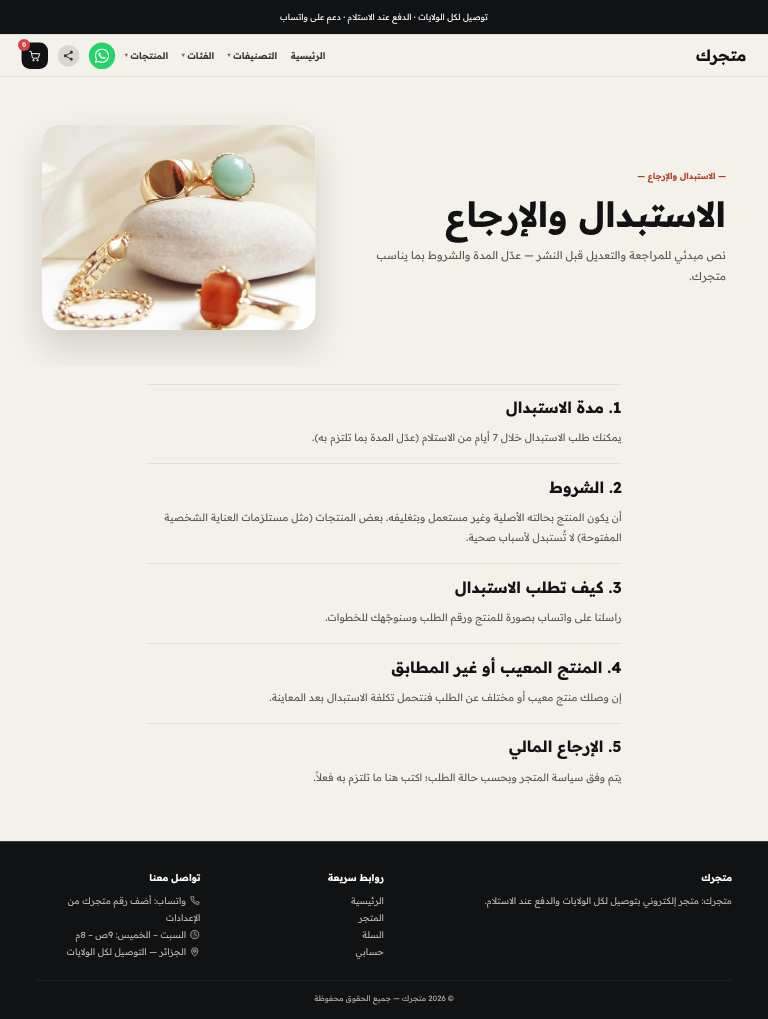 توصيل لكل الولايات · الدفع عند الاستلام · دعم على واتساب
متجرك
الرئيسية
التصنيفات
الفئات
المنتجات
0
— الاستبدال والإرجاع —
الاستبدال والإرجاع
نص مبدئي للمراجعة والتعديل قبل النشر — عدّل المدة والشروط بما يناسب
متجرك.
1. مدة الاستبدال
يمكنك طلب الاستبدال خلال 7 أيام من الاستلام (عدّل المدة بما تلتزم به).
2. الشروط
أن يكون المنتج بحالته الأصلية وغير مستعمل وبتغليفه. بعض المنتجات (مثل مستلزمات العناية الشخصية
المفتوحة) لا تُستبدل لأسباب صحية.
3. كيف تطلب الاستبدال
راسلنا على واتساب بصورة للمنتج ورقم الطلب وسنوجّهك للخطوات.
4. المنتج المعيب أو غير المطابق
إن وصلك منتج معيب أو مختلف عن الطلب فنتحمل تكلفة الاستبدال بعد المعاينة.
5. الإرجاع المالي
يتم وفق سياسة المتجر وبحسب حالة الطلب؛ اكتب هنا ما تلتزم به فعلاً.
متجرك
متجرك: متجر إلكتروني بتوصيل لكل الولايات والدفع عند الاستلام.
روابط سريعة
الرئيسية
المتجر
السلة
حسابي
تواصل معنا
واتساب: أضف رقم متجرك من
الإعدادات
السبت – الخميس: 9ص – 8م
الجزائر — التوصيل لكل الولايات
© 2026 متجرك — جميع الحقوق محفوظة